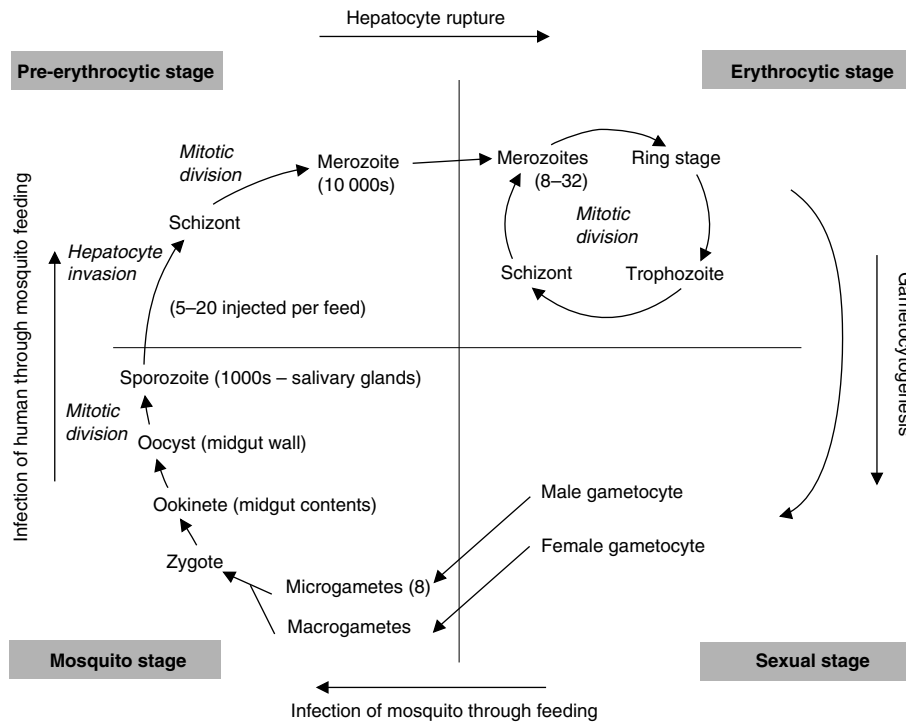 Hepatocyte rupture
Pre-erythrocytic stage
Erythrocytic stage
Mitotic
division
Merozoite
(10 000s)
Merozoites
(8–32)
Ring stage
Mitotic
division
Schizont
Hepatocyte
invasion
Schizont
Trophozoite
(5–20 injected per feed)
Infection of human through mosquito feeding
Gametocytogenesis
Sporozoite (1000s – salivary glands)
Mitotic
division
Oocyst (midgut wall)
Ookinete (midgut contents)
Male gametocyte
Female gametocyte
Zygote
Microgametes (8)
Macrogametes
Mosquito stage
Sexual stage
Infection of mosquito through feeding